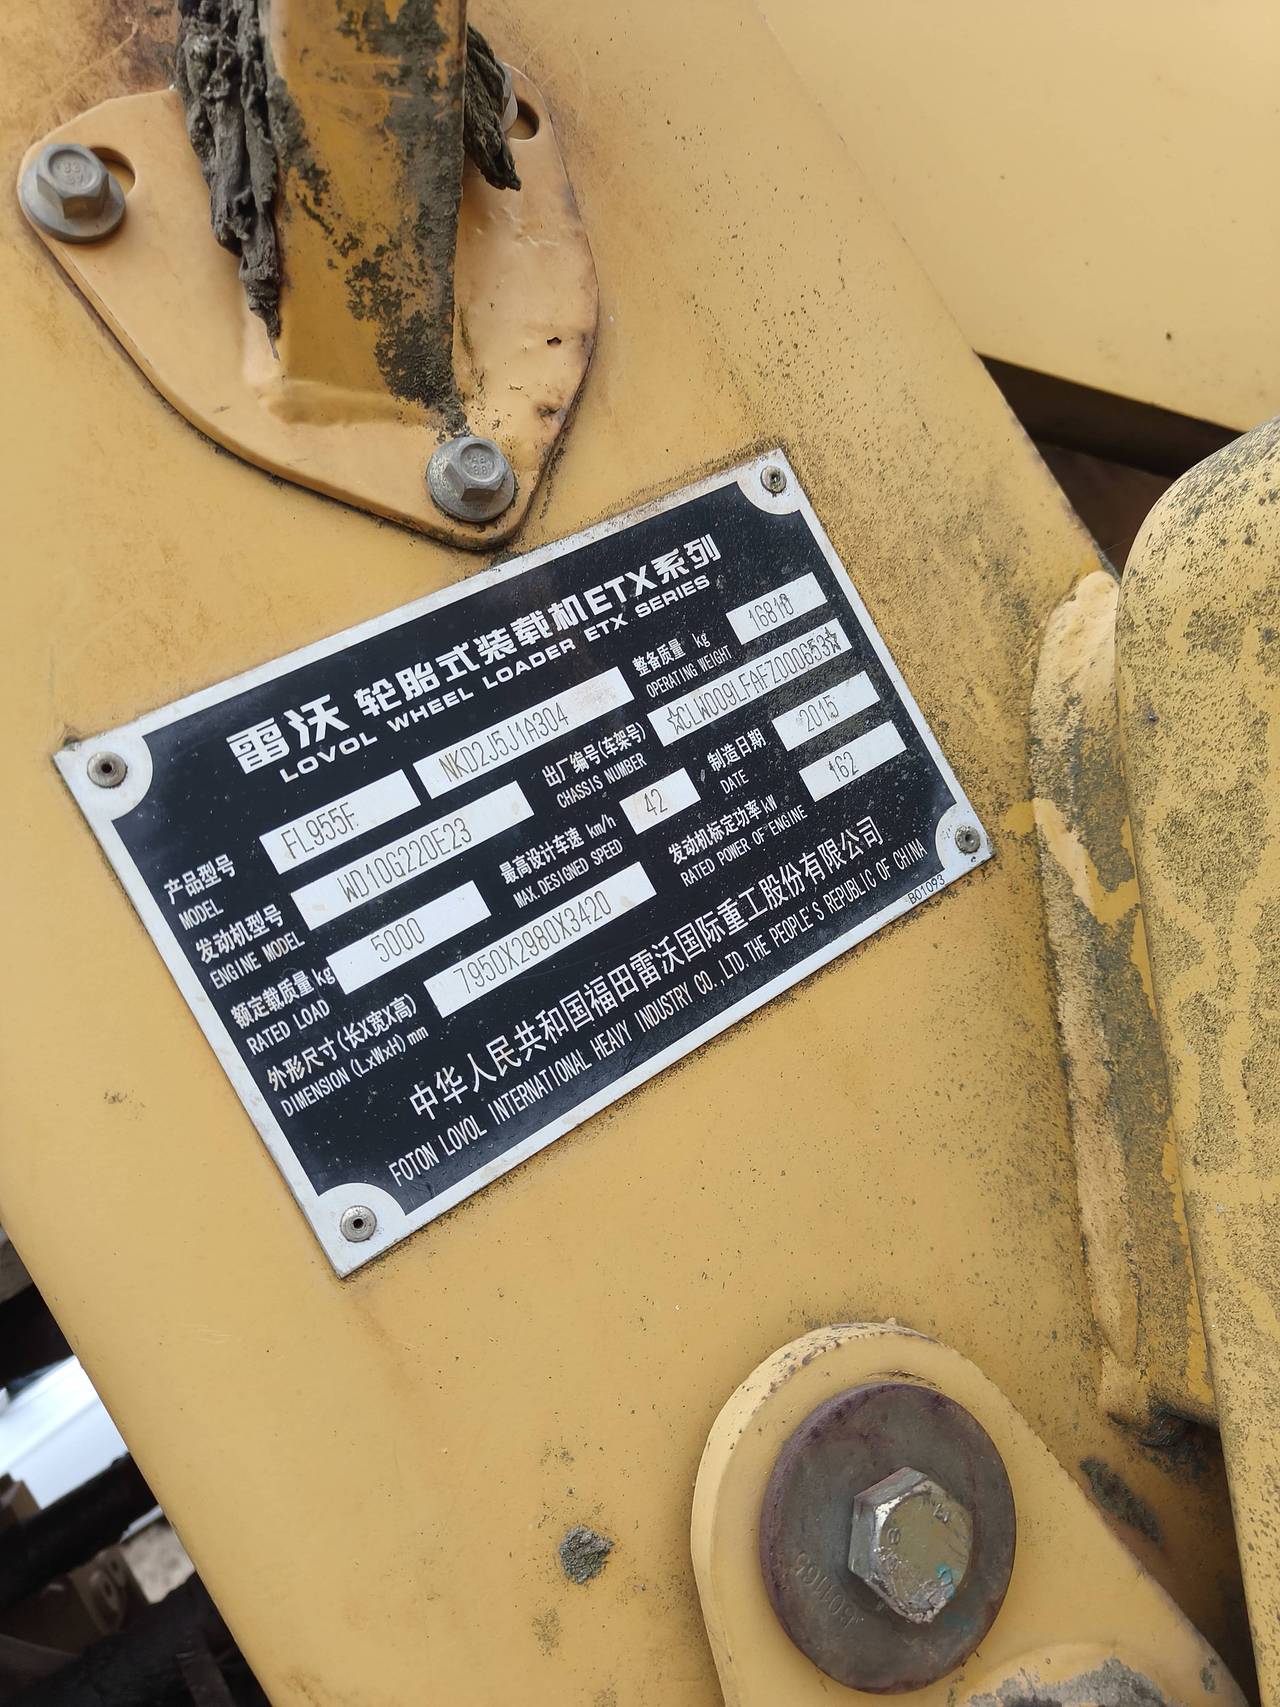 雷沃 轮胎式装载机ETX系列
LOVOL WHEEL LOADER ETX SERIES
产品型号 FL955F NKD2J5J1A304 整备质量 kg 16810
MODEL OPERATING WEIGHT
发动机型号 WD10G220E23 出厂编号(车架号) ☆CLW009LFAFZ000653☆
ENGINE MODEL CHASSIS NUMBER
额定载质量 kg 5000 最高设计车速 km/h 42 制造日期 2015
RATED LOAD MAX.DESIGNED SPEED DATE
外形尺寸(长X宽X高) 7950X2980X3420 发动机标定功率 kW 162
DIMENSION(LxWxH)mm RATED POWER OF ENGINE
中华人民共和国福田雷沃国际重工股份有限公司
FOTON LOVOL INTERNATIONAL HEAVY INDUSTRY CO.,LTD.THE PEOPLE'S REPUBLIC OF CHINA
B01093